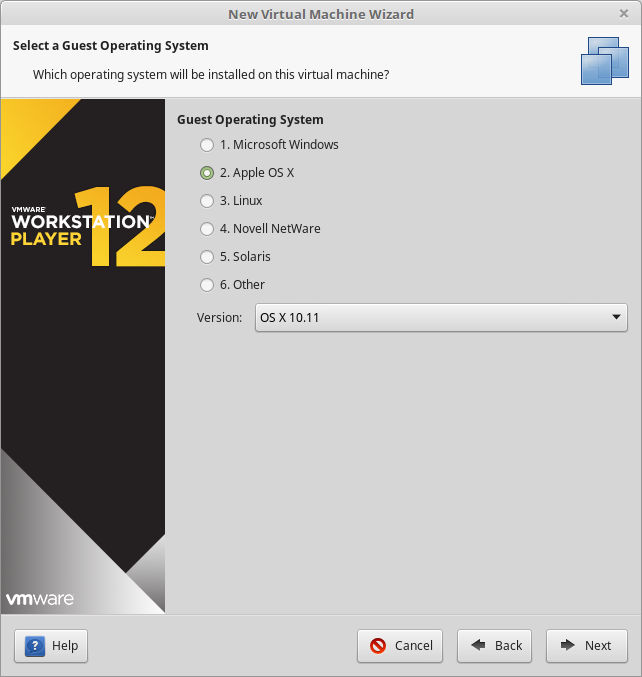 New Virtual Machine Wizard
Select a Guest Operating System
Which operating system will be installed on this virtual machine?
VMWARE
WORKSTATION™
PLAYER 12
Guest Operating System
1. Microsoft Windows
2. Apple OS X
3. Linux
4. Novell NetWare
5. Solaris
6. Other
Version: OS X 10.11
vmware
? Help
Cancel
Back
Next